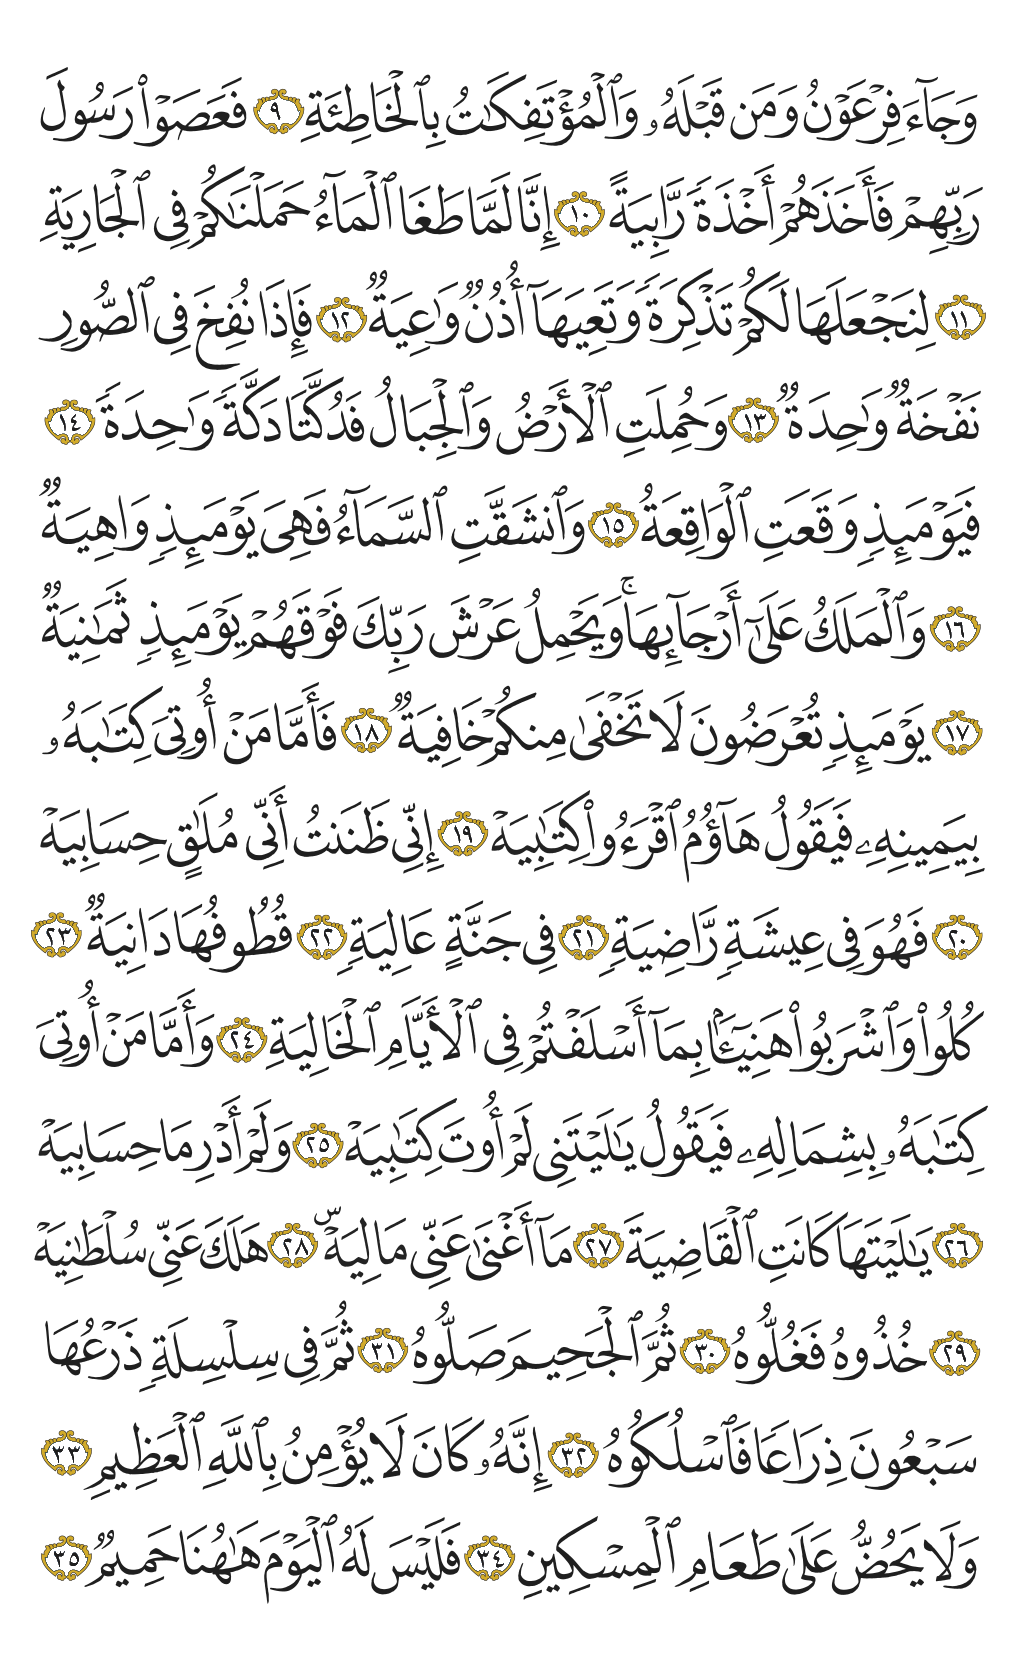 وَجَآءَ فِرۡعَوۡنُ وَمَن قَبۡلَهُۥ وَٱلۡمُؤۡتَفِكَٰتُ بِٱلۡخَاطِئَةِ ٩ فَعَصَوۡاْ رَسُولَ
رَبِّهِمۡ فَأَخَذَهُمۡ أَخۡذَةٗ رَّابِيَةً ١٠ إِنَّا لَمَّا طَغَا ٱلۡمَآءُ حَمَلۡنَٰكُمۡ فِي ٱلۡجَارِيَةِ
١١ لِنَجۡعَلَهَا لَكُمۡ تَذۡكِرَةٗ وَتَعِيَهَآ أُذُنٞ وَٰعِيَةٞ ١٢ فَإِذَا نُفِخَ فِي ٱلصُّورِ
نَفۡخَةٞ وَٰحِدَةٞ ١٣ وَحُمِلَتِ ٱلۡأَرۡضُ وَٱلۡجِبَالُ فَدُكَّتَا دَكَّةٗ وَٰحِدَةٗ ١٤
فَيَوۡمَئِذٖ وَقَعَتِ ٱلۡوَاقِعَةُ ١٥ وَٱنشَقَّتِ ٱلسَّمَآءُ فَهِيَ يَوۡمَئِذٖ وَاهِيَةٞ
١٦ وَٱلۡمَلَكُ عَلَىٰٓ أَرۡجَآئِهَاۚ وَيَحۡمِلُ عَرۡشَ رَبِّكَ فَوۡقَهُمۡ يَوۡمَئِذٖ ثَمَٰنِيَةٞ
١٧ يَوۡمَئِذٖ تُعۡرَضُونَ لَا تَخۡفَىٰ مِنكُمۡ خَافِيَةٞ ١٨ فَأَمَّا مَنۡ أُوتِيَ كِتَٰبَهُۥ
بِيَمِينِهِۦ فَيَقُولُ هَآؤُمُ ٱقۡرَءُواْ كِتَٰبِيَهۡ ١٩ إِنِّي ظَنَنتُ أَنِّي مُلَٰقٍ حِسَابِيَهۡ
٢٠ فَهُوَ فِي عِيشَةٖ رَّاضِيَةٖ ٢١ فِي جَنَّةٍ عَالِيَةٖ ٢٢ قُطُوفُهَا دَانِيَةٞ ٢٣
كُلُواْ وَٱشۡرَبُواْ هَنِيٓـَٔۢا بِمَآ أَسۡلَفۡتُمۡ فِي ٱلۡأَيَّامِ ٱلۡخَالِيَةِ ٢٤ وَأَمَّا مَنۡ أُوتِيَ
كِتَٰبَهُۥ بِشِمَالِهِۦ فَيَقُولُ يَٰلَيۡتَنِي لَمۡ أُوتَ كِتَٰبِيَهۡ ٢٥ وَلَمۡ أَدۡرِ مَا حِسَابِيَهۡ
٢٦ يَٰلَيۡتَهَا كَانَتِ ٱلۡقَاضِيَةَ ٢٧ مَآ أَغۡنَىٰ عَنِّي مَالِيَهۡۜ ٢٨ هَلَكَ عَنِّي سُلۡطَٰنِيَهۡ
٢٩ خُذُوهُ فَغُلُّوهُ ٣٠ ثُمَّ ٱلۡجَحِيمَ صَلُّوهُ ٣١ ثُمَّ فِي سِلۡسِلَةٖ ذَرۡعُهَا
سَبۡعُونَ ذِرَاعٗا فَٱسۡلُكُوهُ ٣٢ إِنَّهُۥ كَانَ لَا يُؤۡمِنُ بِٱللَّهِ ٱلۡعَظِيمِ ٣٣
وَلَا يَحُضُّ عَلَىٰ طَعَامِ ٱلۡمِسۡكِينِ ٣٤ فَلَيۡسَ لَهُ ٱلۡيَوۡمَ هَٰهُنَا حَمِيمٞ ٣٥